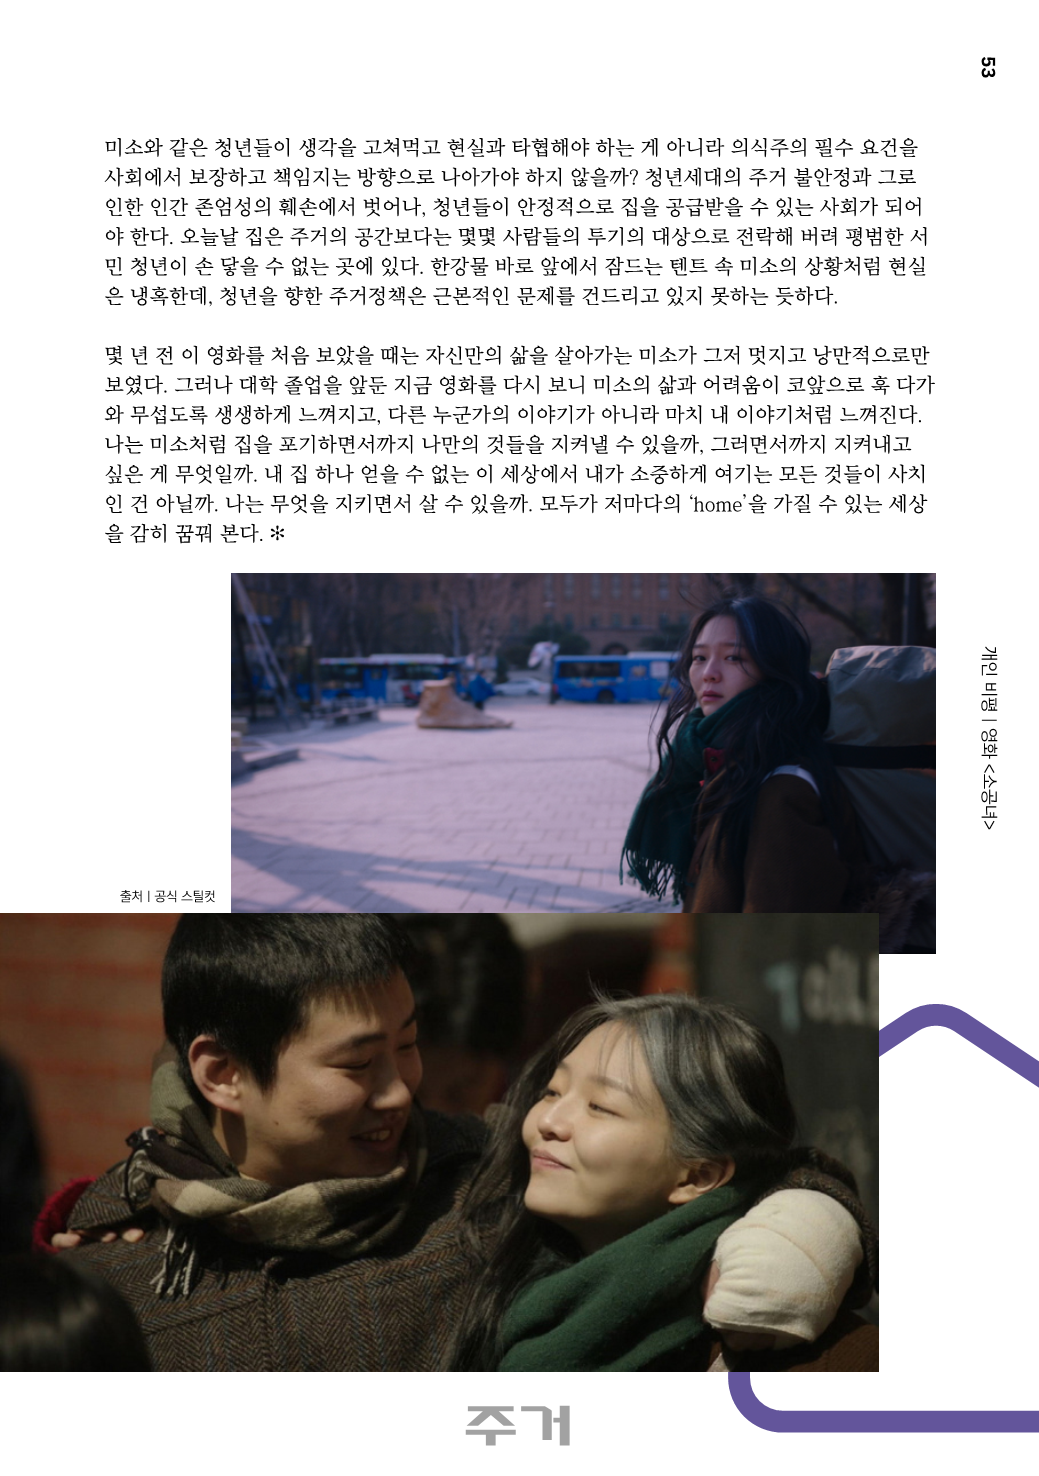 53
미소와 같은 청년들이 생각을 고쳐먹고 현실과 타협해야 하는 게 아니라 의식주의 필수 요건을
사회에서 보장하고 책임지는 방향으로 나아가야 하지 않을까? 청년세대의 주거 불안정과 그로
인한 인간 존엄성의 훼손에서 벗어나, 청년들이 안정적으로 집을 공급받을 수 있는 사회가 되어
야 한다. 오늘날 집은 주거의 공간보다는 몇몇 사람들의 투기의 대상으로 전락해 버려 평범한 서
민 청년이 손 닿을 수 없는 곳에 있다. 한강물 바로 앞에서 잠드는 텐트 속 미소의 상황처럼 현실
은 냉혹한데, 청년을 향한 주거정책은 근본적인 문제를 건드리고 있지 못하는 듯하다.
몇 년 전 이 영화를 처음 보았을 때는 자신만의 삶을 살아가는 미소가 그저 멋지고 낭만적으로만
보였다. 그러나 대학 졸업을 앞둔 지금 영화를 다시 보니 미소의 삶과 어려움이 코앞으로 훅 다가
와 무섭도록 생생하게 느껴지고, 다른 누군가의 이야기가 아니라 마치 내 이야기처럼 느껴진다.
나는 미소처럼 집을 포기하면서까지 나만의 것들을 지켜낼 수 있을까, 그러면서까지 지켜내고
싶은 게 무엇일까. 내 집 하나 얻을 수 없는 이 세상에서 내가 소중하게 여기는 모든 것들이 사치
인 건 아닐까. 나는 무엇을 지키면서 살 수 있을까. 모두가 저마다의 ‘home’을 가질 수 있는 세상
을 감히 꿈꿔 본다. ✻
개인 비평 | 영화 <소공녀>
출처 | 공식 스틸컷
주거